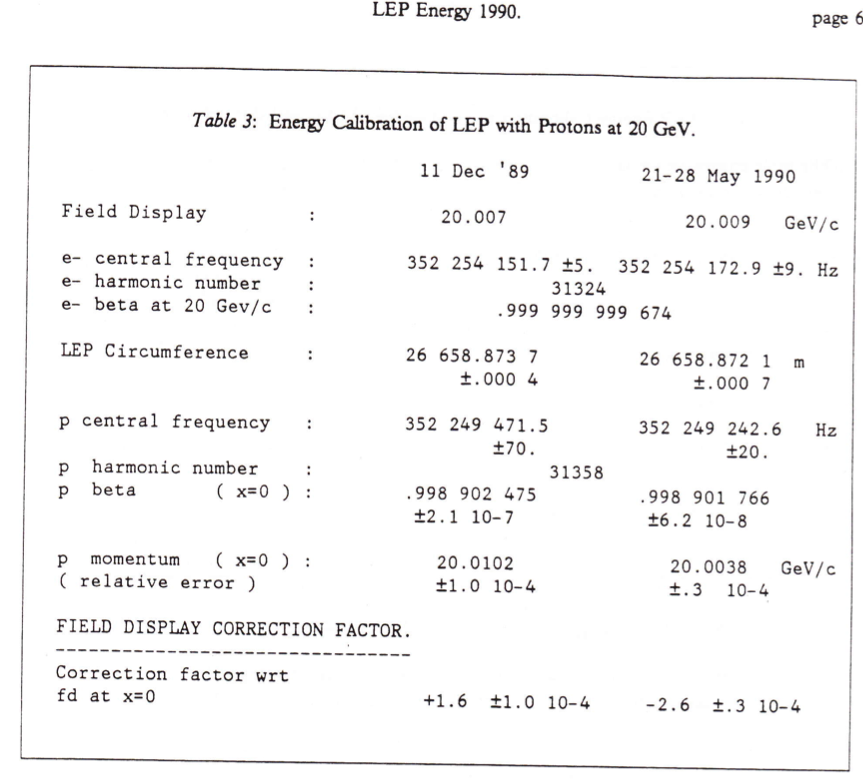 LEP Energy 1990.
page 6
Table 3: Energy Calibration of LEP with Protons at 20 GeV.
11 Dec '89 21-28 May 1990
Field Display : 20.007 20.009 GeV/c
e- central frequency : 352 254 151.7 ±5. 352 254 172.9 ±9. Hz
e- harmonic number : 31324
e- beta at 20 Gev/c : .999 999 999 674
LEP Circumference : 26 658.873 7 26 658.872 1 m
±.000 4 ±.000 7
p central frequency : 352 249 471.5 352 249 242.6 Hz
±70. ±20.
p harmonic number : 31358
p beta ( x=0 ) : .998 902 475 .998 901 766
±2.1 10-7 ±6.2 10-8
p momentum ( x=0 ) : 20.0102 20.0038 GeV/c
( relative error ) ±1.0 10-4 ±.3 10-4
FIELD DISPLAY CORRECTION FACTOR.
--------------------------------
Correction factor wrt
fd at x=0 +1.6 ±1.0 10-4 -2.6 ±.3 10-4